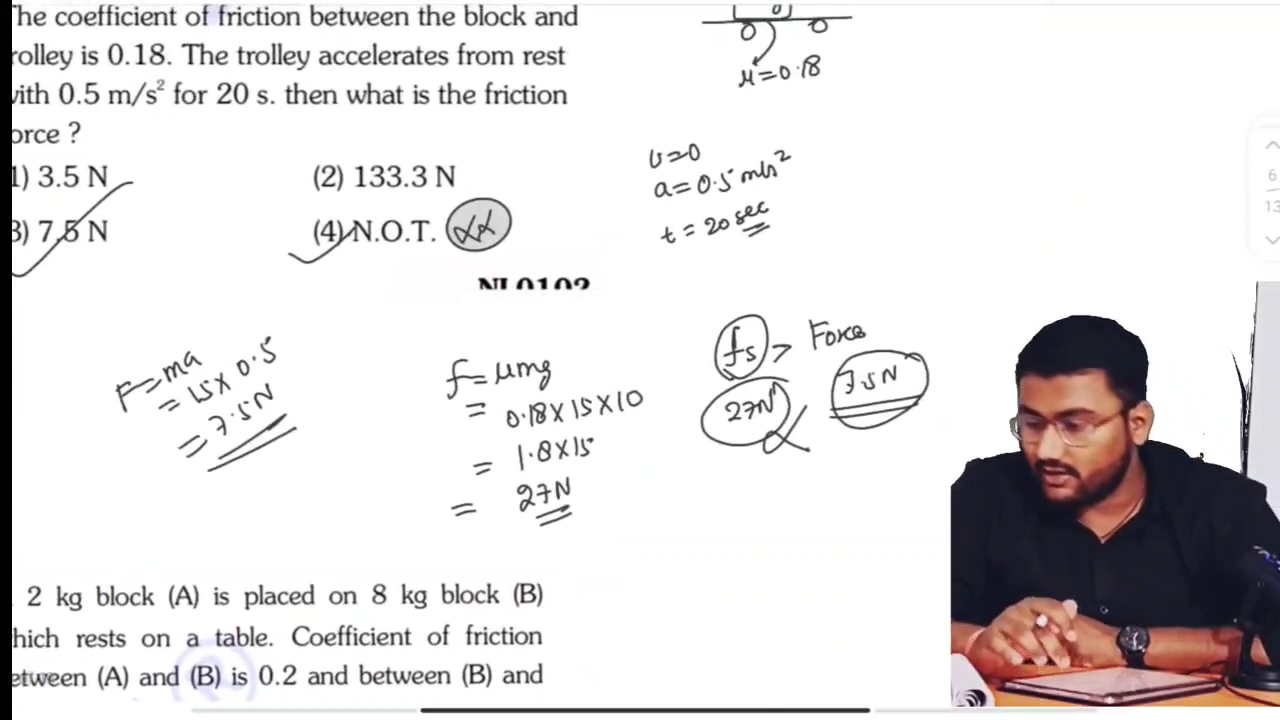 The coefficient of friction between the block and
rolley is 0.18. The trolley accelerates from rest
with 0.5 m/s² for 20 s. then what is the friction
orce ?
1) 3.5 N
(2) 133.3 N
3) 7.5 N
(4) N.O.T.
μ=0.18
υ=0
a=0.5 m/s²
t = 20 sec
NL0102
F=ma
= 15×0.5
= 7.5N
f=μmg
= 0.18×15×10
= 1.8×15
= 27N
fs > Force
27N
7.5N
6
13
2 kg block (A) is placed on 8 kg block (B)
hich rests on a table. Coefficient of friction
etween (A) and (B) is 0.2 and between (B) and